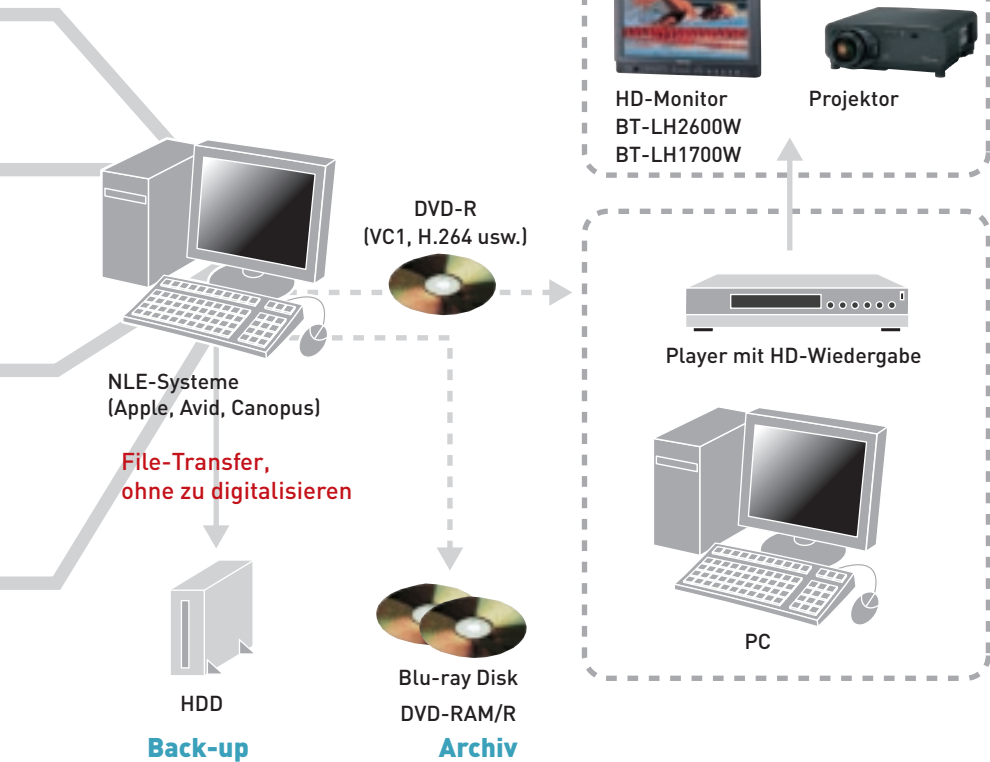 HD-Monitor
BT-LH2600W
BT-LH1700W
Projektor
DVD-R
(VC1, H.264 usw.)
Player mit HD-Wiedergabe
NLE-Systeme
(Apple, Avid, Canopus)
File-Transfer,
ohne zu digitalisieren
PC
HDD
Back-up
Blu-ray Disk
DVD-RAM/R
Archiv